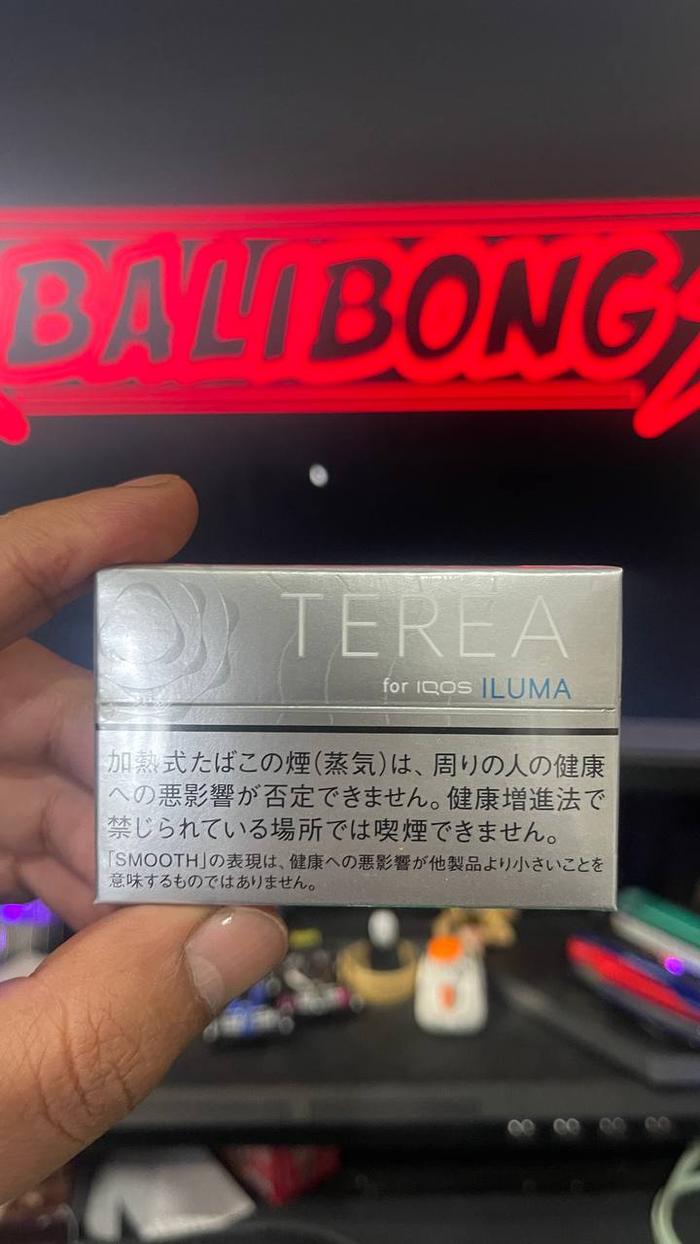 BALI BONG
TEREA
for IQOS ILUMA
加熱式たばこの煙(蒸気)は、周りの人の健康
への悪影響が否定できません。健康増進法で
禁じられている場所では喫煙できません。
「SMOOTH」の表現は、健康への悪影響が他製品より小さいことを
意味するものではありません。